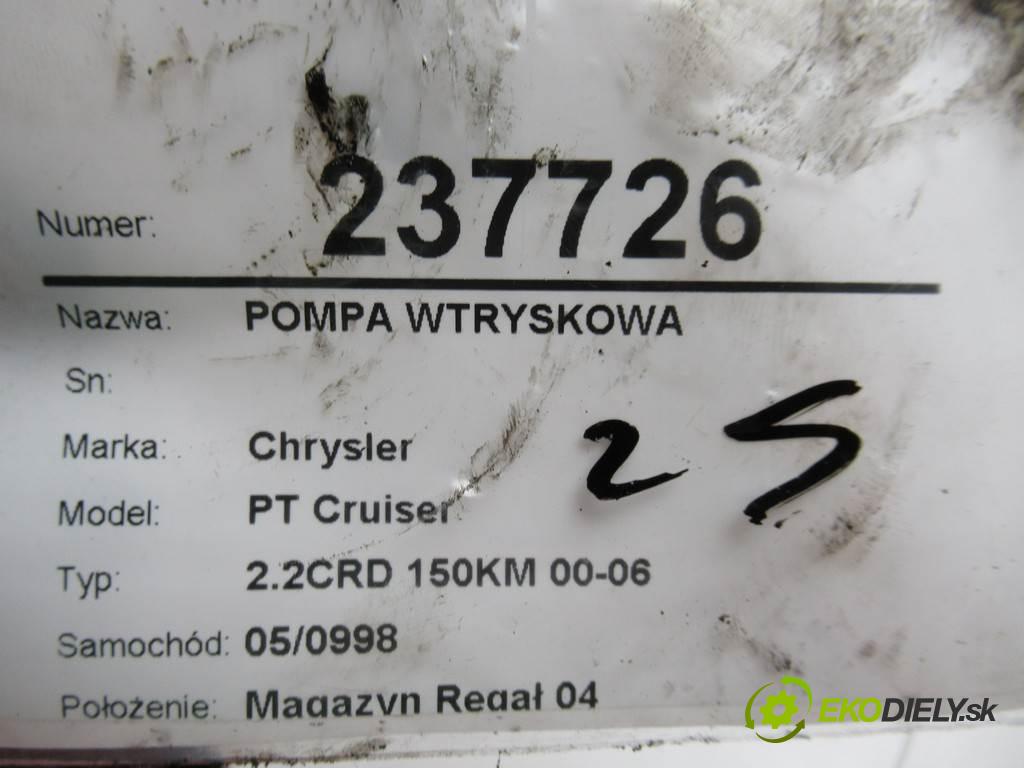 Numer: 237726
Nazwa: POMPA WTRYSKOWA
Sn:
Marka: Chrysler
Model: PT Cruiser
Typ: 2.2CRD 150KM 00-06
Samochód: 05/0998
Położenie: Magazyn Regał 04
25
EKODIELY.sk